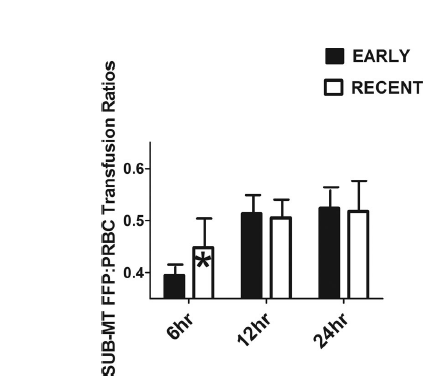 EARLY
RECENT
SUB-MT FFP:PRBC Transfusion Ratios
0.6
0.5
0.4
*
6hr
12hr
24hr